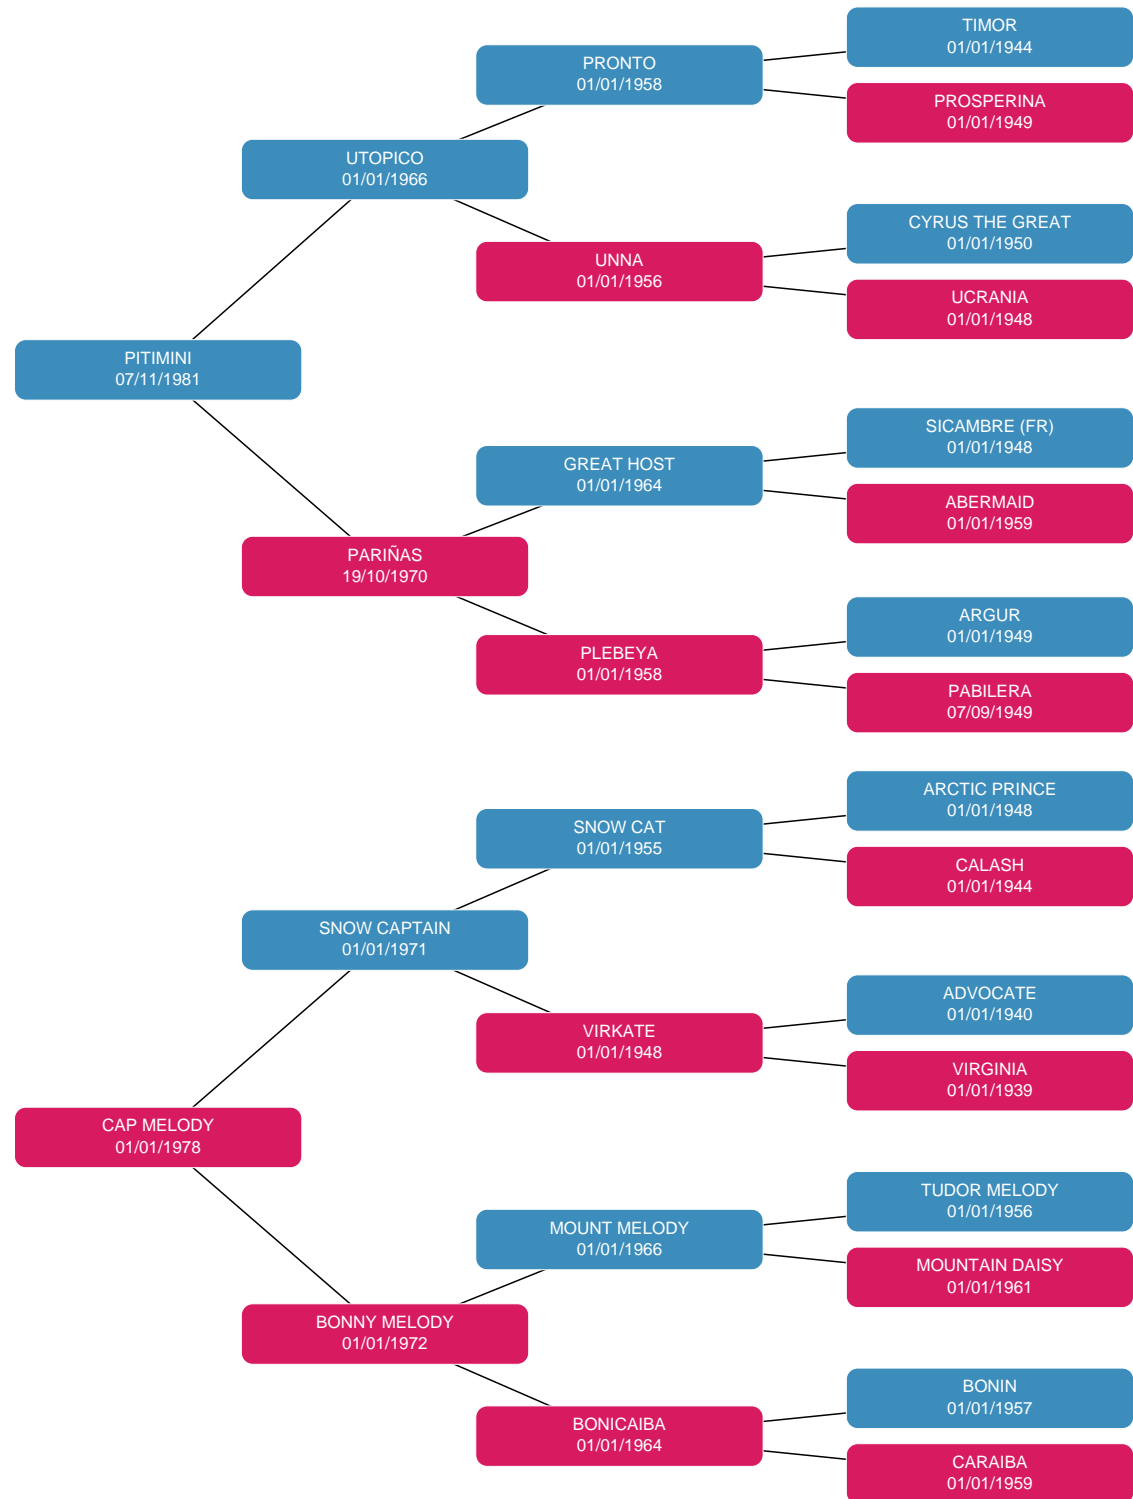 TIMOR
01/01/1944
PRONTO
01/01/1958
PROSPERINA
01/01/1949
UTOPICO
01/01/1966
CYRUS THE GREAT
01/01/1950
UNNA
01/01/1956
UCRANIA
01/01/1948
PITIMINI
07/11/1981
SICAMBRE (FR)
01/01/1948
GREAT HOST
01/01/1964
ABERMAID
01/01/1959
PARIÑAS
19/10/1970
ARGUR
01/01/1949
PLEBEYA
01/01/1958
PABILERA
07/09/1949
ARCTIC PRINCE
01/01/1948
SNOW CAT
01/01/1955
CALASH
01/01/1944
SNOW CAPTAIN
01/01/1971
ADVOCATE
01/01/1940
VIRKATE
01/01/1948
VIRGINIA
01/01/1939
CAP MELODY
01/01/1978
TUDOR MELODY
01/01/1956
MOUNT MELODY
01/01/1966
MOUNTAIN DAISY
01/01/1961
BONNY MELODY
01/01/1972
BONIN
01/01/1957
BONICAIBA
01/01/1964
CARAIBA
01/01/1959